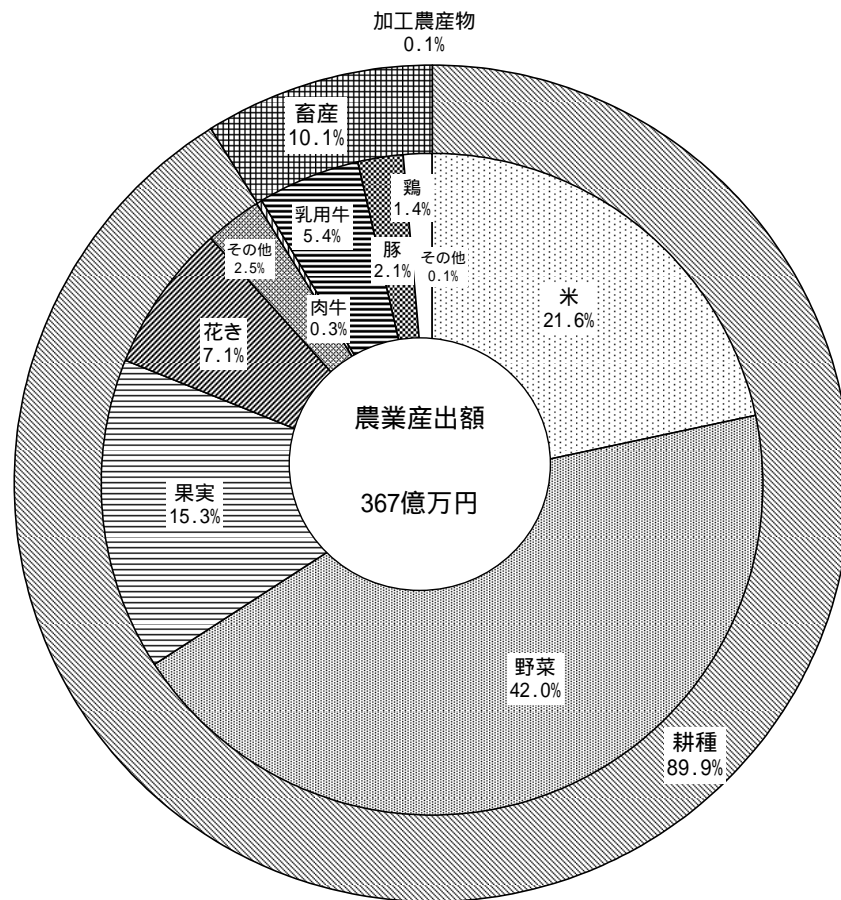 加工農産物
0.1%
畜産
10.1%
鶏
1.4%
乳用牛
5.4%
豚
2.1%
その他
0.1%
その他
2.5%
肉牛
0.3%
米
21.6%
花き
7.1%
農業産出額
367億万円
果実
15.3%
野菜
42.0%
耕種
89.9%